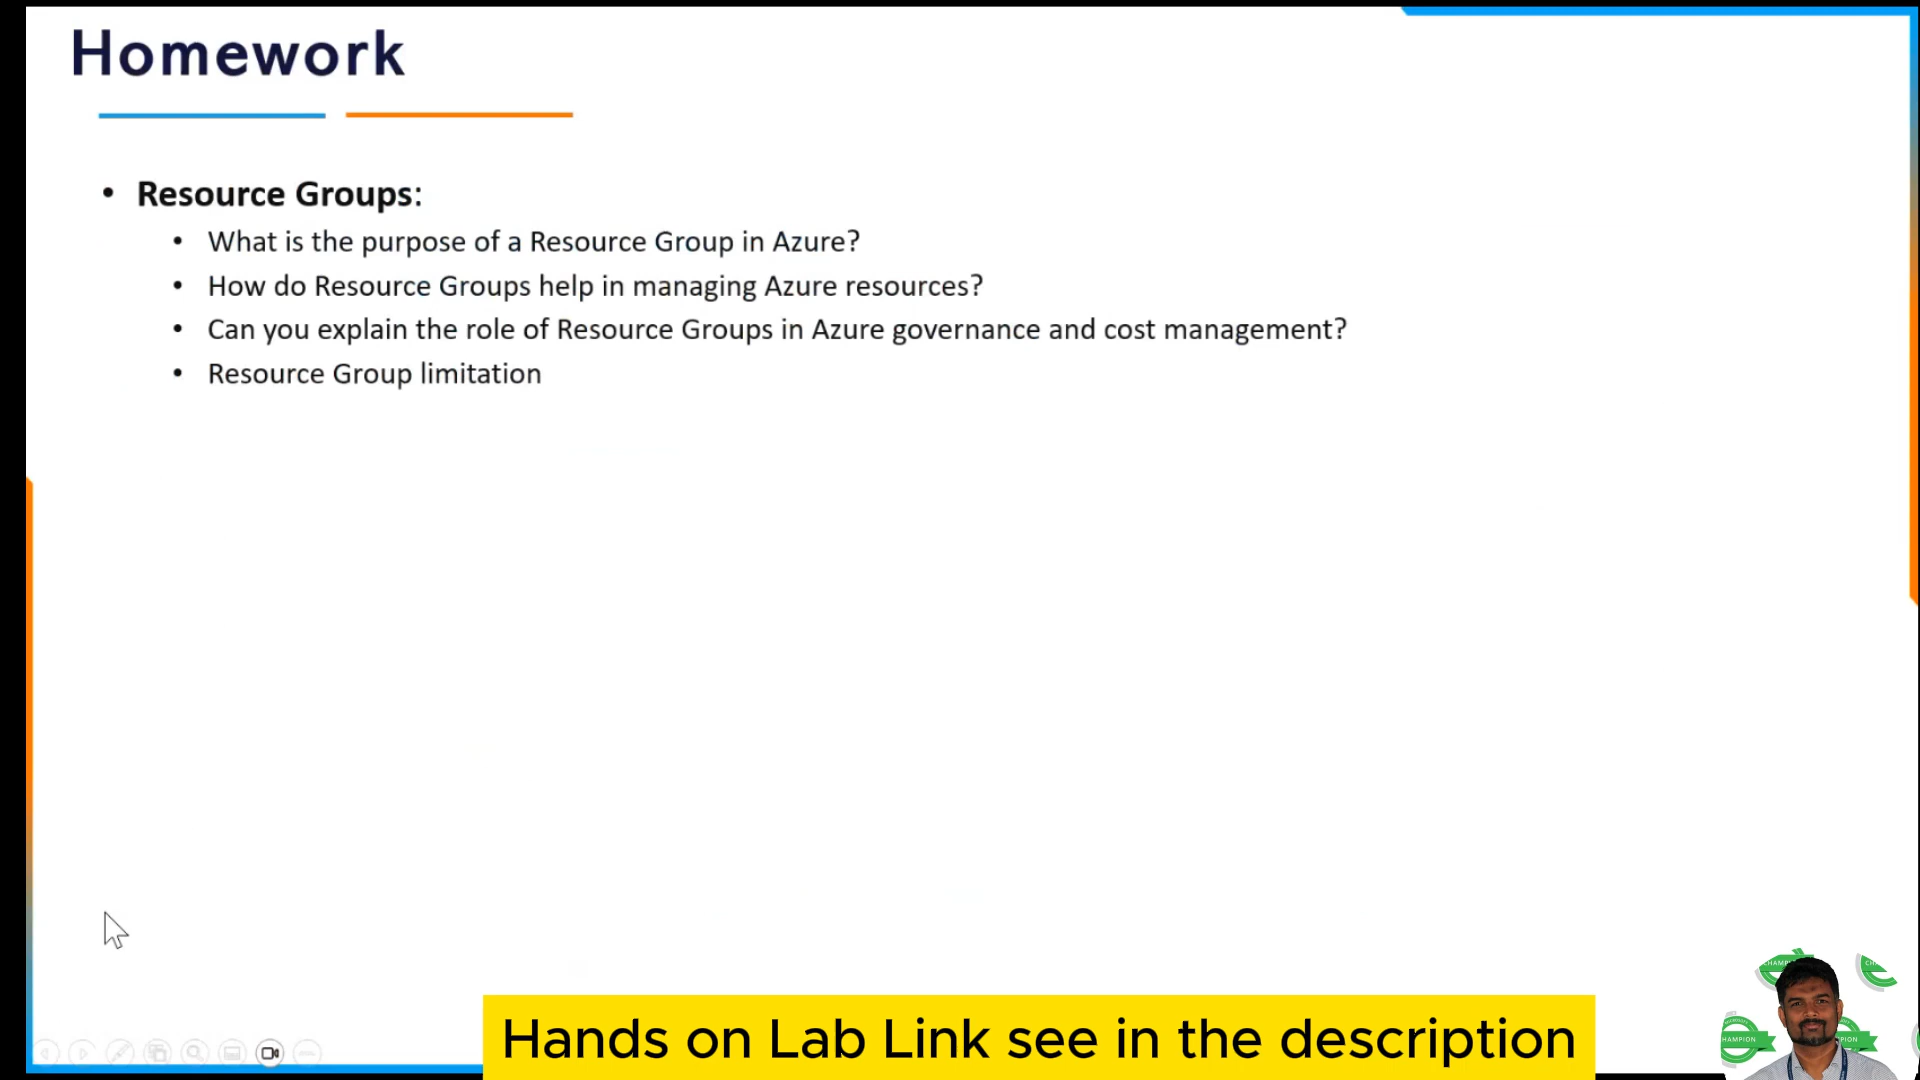 Homework
• Resource Groups:
• What is the purpose of a Resource Group in Azure?
• How do Resource Groups help in managing Azure resources?
• Can you explain the role of Resource Groups in Azure governance and cost management?
• Resource Group limitation
Hands on Lab Link see in the description